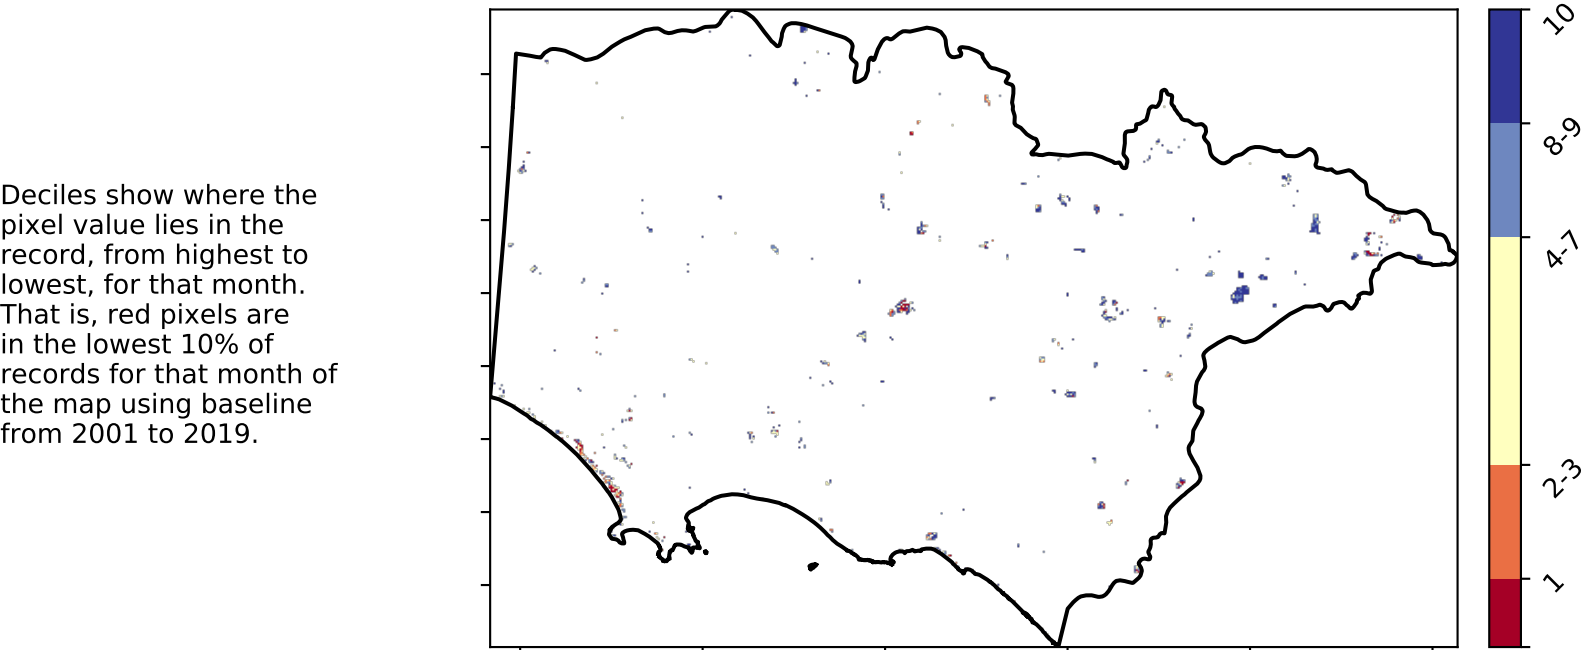 Deciles show where the
pixel value lies in the
record, from highest to
lowest, for that month.
That is, red pixels are
in the lowest 10% of
records for that month of
the map using baseline
from 2001 to 2019.
10
8-9
4-7
2-3
1